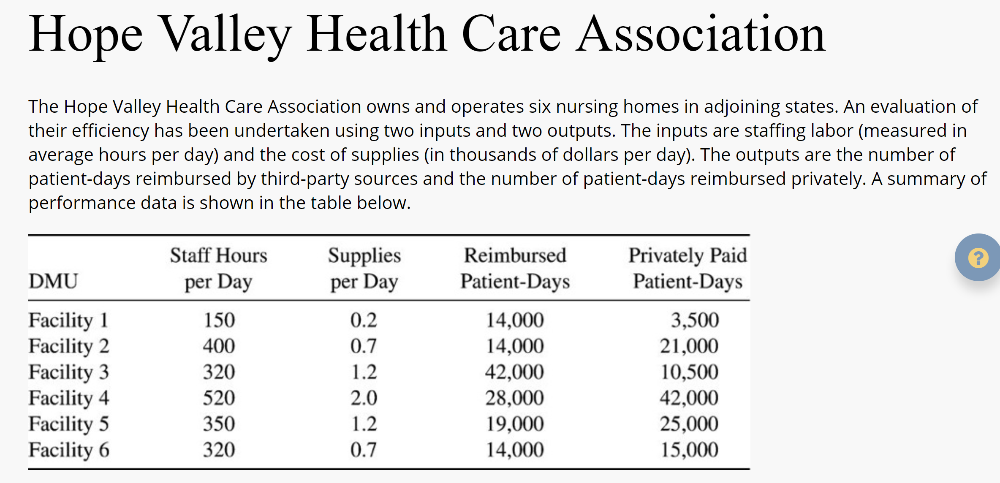 Hope Valley Health Care Association
The Hope Valley Health Care Association owns and operates six nursing homes in adjoining states. An evaluation of
their efficiency has been undertaken using two inputs and two outputs. The inputs are staffing labor (measured in
average hours per day) and the cost of supplies (in thousands of dollars per day). The outputs are the number of
patient-days reimbursed by third-party sources and the number of patient-days reimbursed privately. A summary of
performance data is shown in the table below.
Staff Hours Supplies Reimbursed Privately Paid
DMU per Day per Day Patient-Days Patient-Days
Facility 1 150 0.2 14,000 3,500
Facility 2 400 0.7 14,000 21,000
Facility 3 320 1.2 42,000 10,500
Facility 4 520 2.0 28,000 42,000
Facility 5 350 1.2 19,000 25,000
Facility 6 320 0.7 14,000 15,000
?